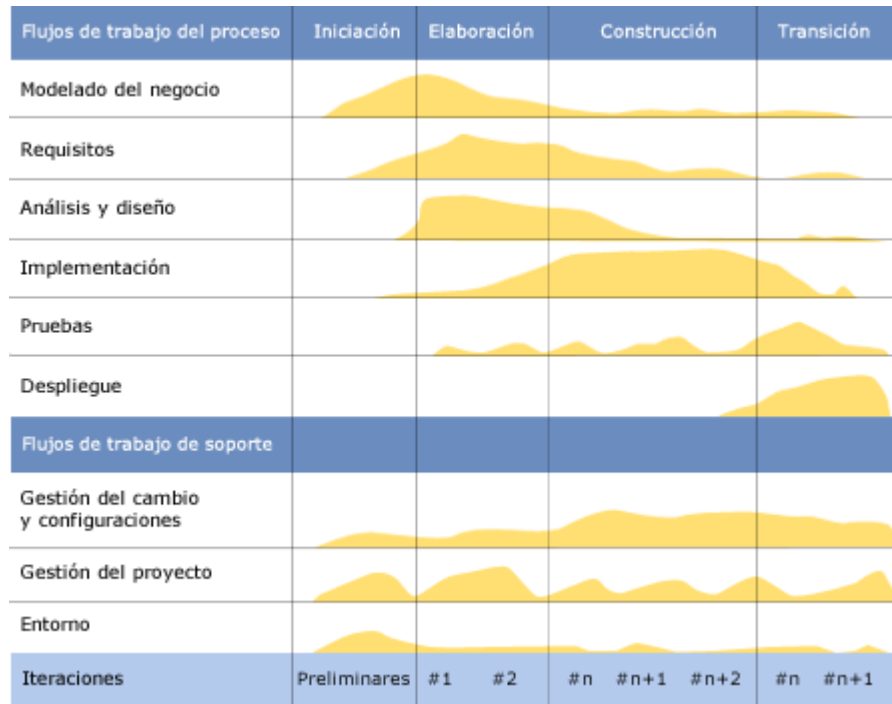 Flujos de trabajo del proceso Iniciación Elaboración Construcción Transición
Modelado del negocio
Requisitos
Análisis y diseño
Implementación
Pruebas
Despliegue
Flujos de trabajo de soporte
Gestión del cambio
y configuraciones
Gestión del proyecto
Entorno
Iteraciones Preliminares #1 #2 #n #n+1 #n+2 #n #n+1